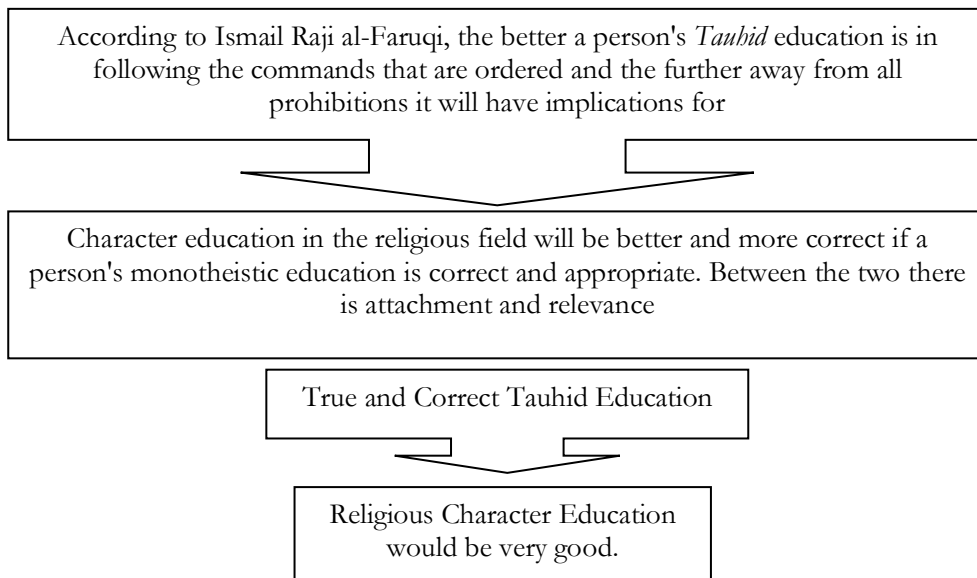 According to Ismail Raji al-Faruqi, the better a person's Tauhid education is in
following the commands that are ordered and the further away from all
prohibitions it will have implications for
Character education in the religious field will be better and more correct if a
person's monotheistic education is correct and appropriate. Between the two there
is attachment and relevance
True and Correct Tauhid Education
Religious Character Education
would be very good.